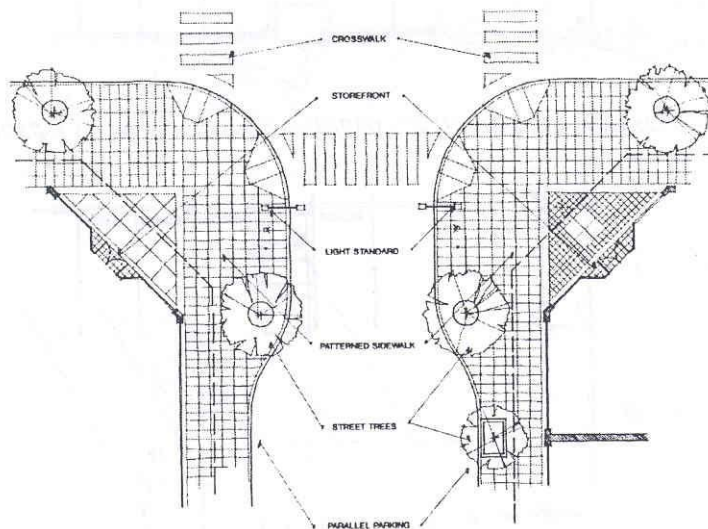 CROSSWALK
STOREFRONT
LIGHT STANDARD
PATTERNED SIDEWALK
STREET TREES
PARALLEL PARKING